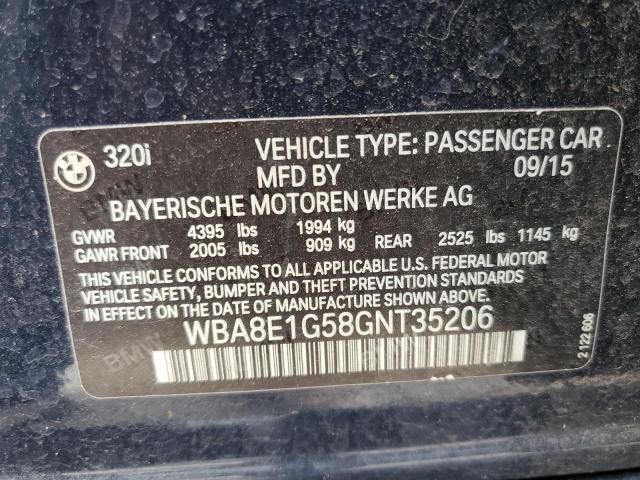 320i VEHICLE TYPE: PASSENGER CAR
MFD BY 09/15
BAYERISCHE MOTOREN WERKE AG
GVWR 4395 lbs 1994 kg
GAWR FRONT 2005 lbs 909 kg REAR 2525 lbs 1145 kg
THIS VEHICLE CONFORMS TO ALL APPLICABLE U.S. FEDERAL MOTOR
VEHICLE SAFETY, BUMPER AND THEFT PREVENTION STANDARDS
IN EFFECT ON THE DATE OF MANUFACTURE SHOWN ABOVE.
WBA8E1G58GNT35206
2 122 606